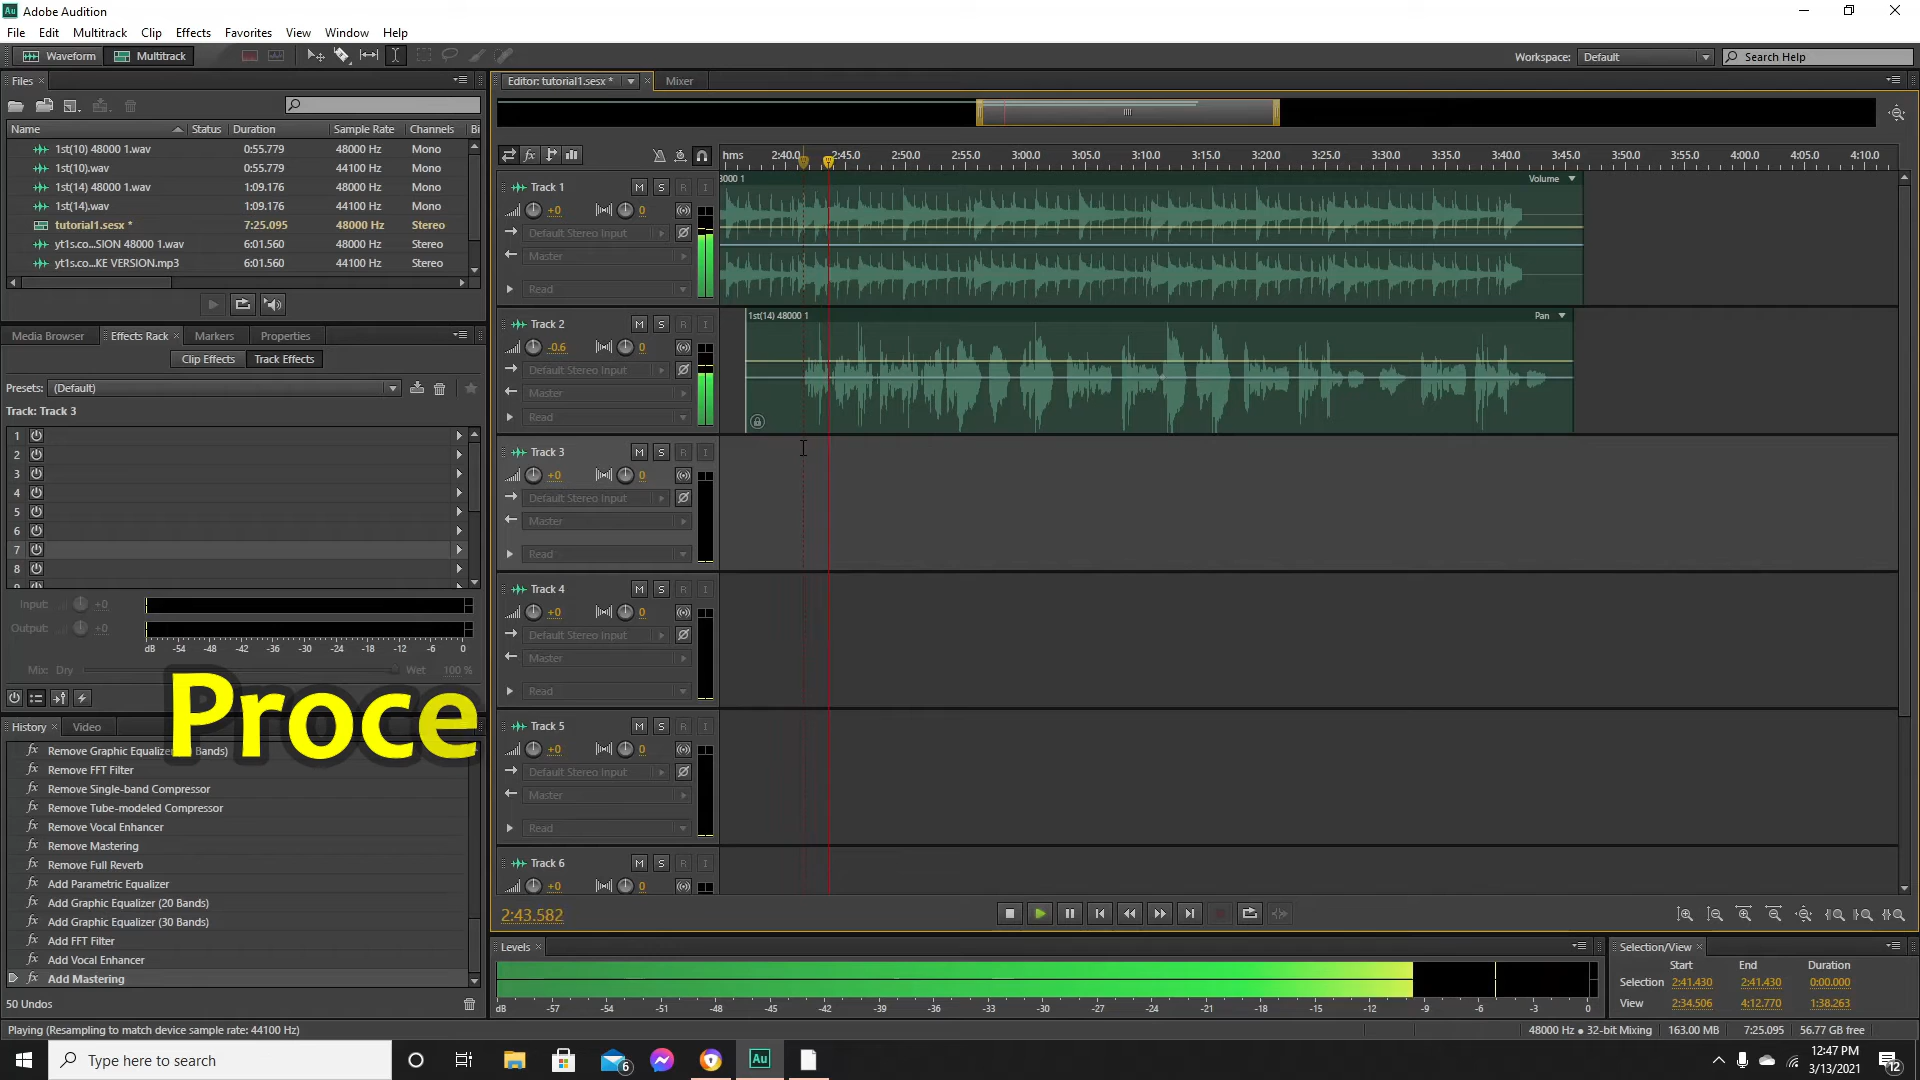 Au Adobe Audition
File Edit Multitrack Clip Effects Favorites View Window Help
Waveform Multitrack Workspace: Default Search Help
Files
Name Status Duration Sample Rate Channels Bi
1st(10) 48000 1.wav 0:55.779 48000 Hz Mono
1st(10).wav 0:55.779 44100 Hz Mono
1st(14) 48000 1.wav 1:09.176 48000 Hz Mono
1st(14).wav 1:09.176 44100 Hz Mono
tutorial1.sesx * 7:25.095 48000 Hz Stereo
yt1s.co...SION 48000 1.wav 6:01.560 48000 Hz Stereo
yt1s.co...KE VERSION.mp3 6:01.560 44100 Hz Stereo
Media Browser Effects Rack Markers Properties
Clip Effects Track Effects
Presets: (Default)
Track: Track 3
1
2
3
4
5
6
7
8
Input: +0
Output: +0
dB -54 -48 -42 -36 -30 -24 -18 -12 -6 0
Mix: Dry Wet 100 %
Proce
History Video
Remove Graphic Equalizer Bands)
Remove FFT Filter
Remove Single-band Compressor
Remove Tube-modeled Compressor
Remove Vocal Enhancer
Remove Mastering
Remove Full Reverb
Add Parametric Equalizer
Add Graphic Equalizer (20 Bands)
Add Graphic Equalizer (30 Bands)
Add FFT Filter
Add Vocal Enhancer
Add Mastering
50 Undos
Editor: tutorial1.sesx * Mixer
hms 2:40.0 2:45.0 2:50.0 2:55.0 3:00.0 3:05.0 3:10.0 3:15.0 3:20.0 3:25.0 3:30.0 3:35.0 3:40.0 3:45.0 3:50.0 3:55.0 4:00.0 4:05.0 4:10.0
Track 1 M S R I
+0 0
Default Stereo Input
Master
Read
8000 1 Volume
Track 2 M S R I
-0.6 0
Default Stereo Input
Master
Read
1st(14) 48000 1 Pan
Track 3 M S R I
+0 0
Default Stereo Input
Master
Read
Track 4 M S R I
+0 0
Default Stereo Input
Master
Read
Track 5 M S R I
+0 0
Default Stereo Input
Master
Read
Track 6 M S R I
+0 0
2:43.582
Levels
dB -57 -54 -51 -48 -45 -42 -39 -36 -33 -30 -27 -24 -21 -18 -15 -12 -9 -6 -3 0
Selection/View
Start End Duration
Selection 2:41.430 2:41.430 0:00.000
View 2:34.506 4:12.770 1:38.263
Playing (Resampling to match device sample rate: 44100 Hz) 48000 Hz • 32-bit Mixing 163.00 MB 7:25.095 56.77 GB free
Type here to search 6 Au 12:47 PM
3/13/2021 12